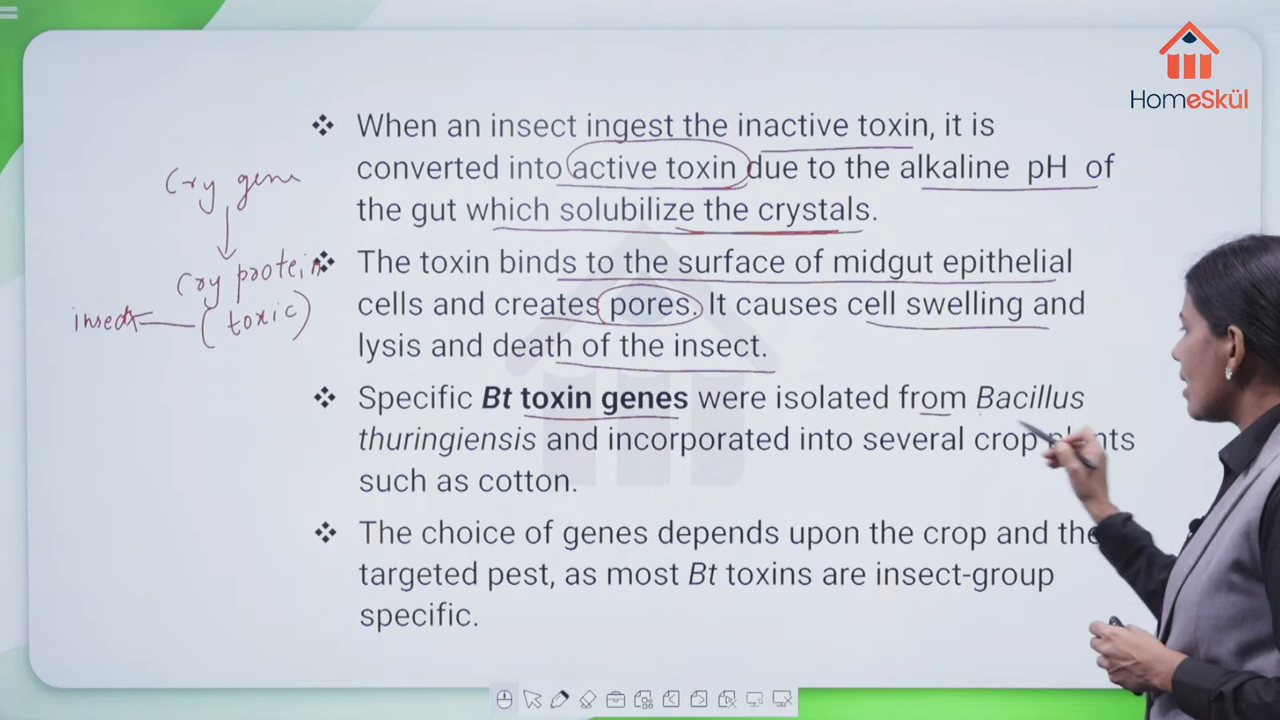 HomeSkül
❖ When an insect ingest the inactive toxin, it is
converted into active toxin due to the alkaline pH of
the gut which solubilize the crystals.
❖ The toxin binds to the surface of midgut epithelial
cells and creates pores. It causes cell swelling and
lysis and death of the insect.
❖ Specific Bt toxin genes were isolated from Bacillus
thuringiensis and incorporated into several crop plants
such as cotton.
❖ The choice of genes depends upon the crop and the
targeted pest, as most Bt toxins are insect-group
specific.
Cry gene
Cry protein
insect
(toxic)